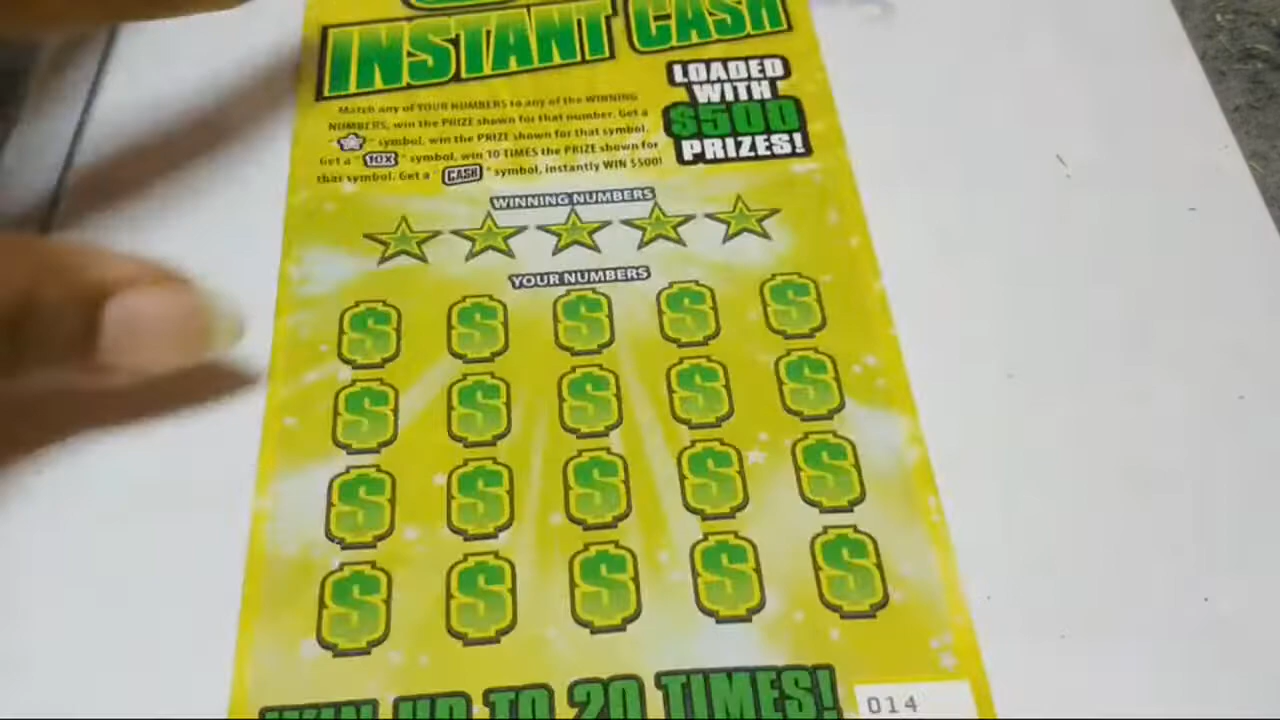 INSTANT CASH
LOADED
WITH
$500
PRIZES!
Match any of YOUR NUMBERS to any of the WINNING
NUMBERS, win the PRIZE shown for that number. Get a
" " symbol, win the PRIZE shown for that symbol.
Get a "10X" symbol, win 10 TIMES the PRIZE shown for
that symbol. Get a "CASH" symbol, instantly WIN $500!
WINNING NUMBERS
YOUR NUMBERS
$ $ $ $ $
$ $ $ $ $
$ $ $ $ $
$ $ $ $ $
WIN UP TO 20 TIMES!
014